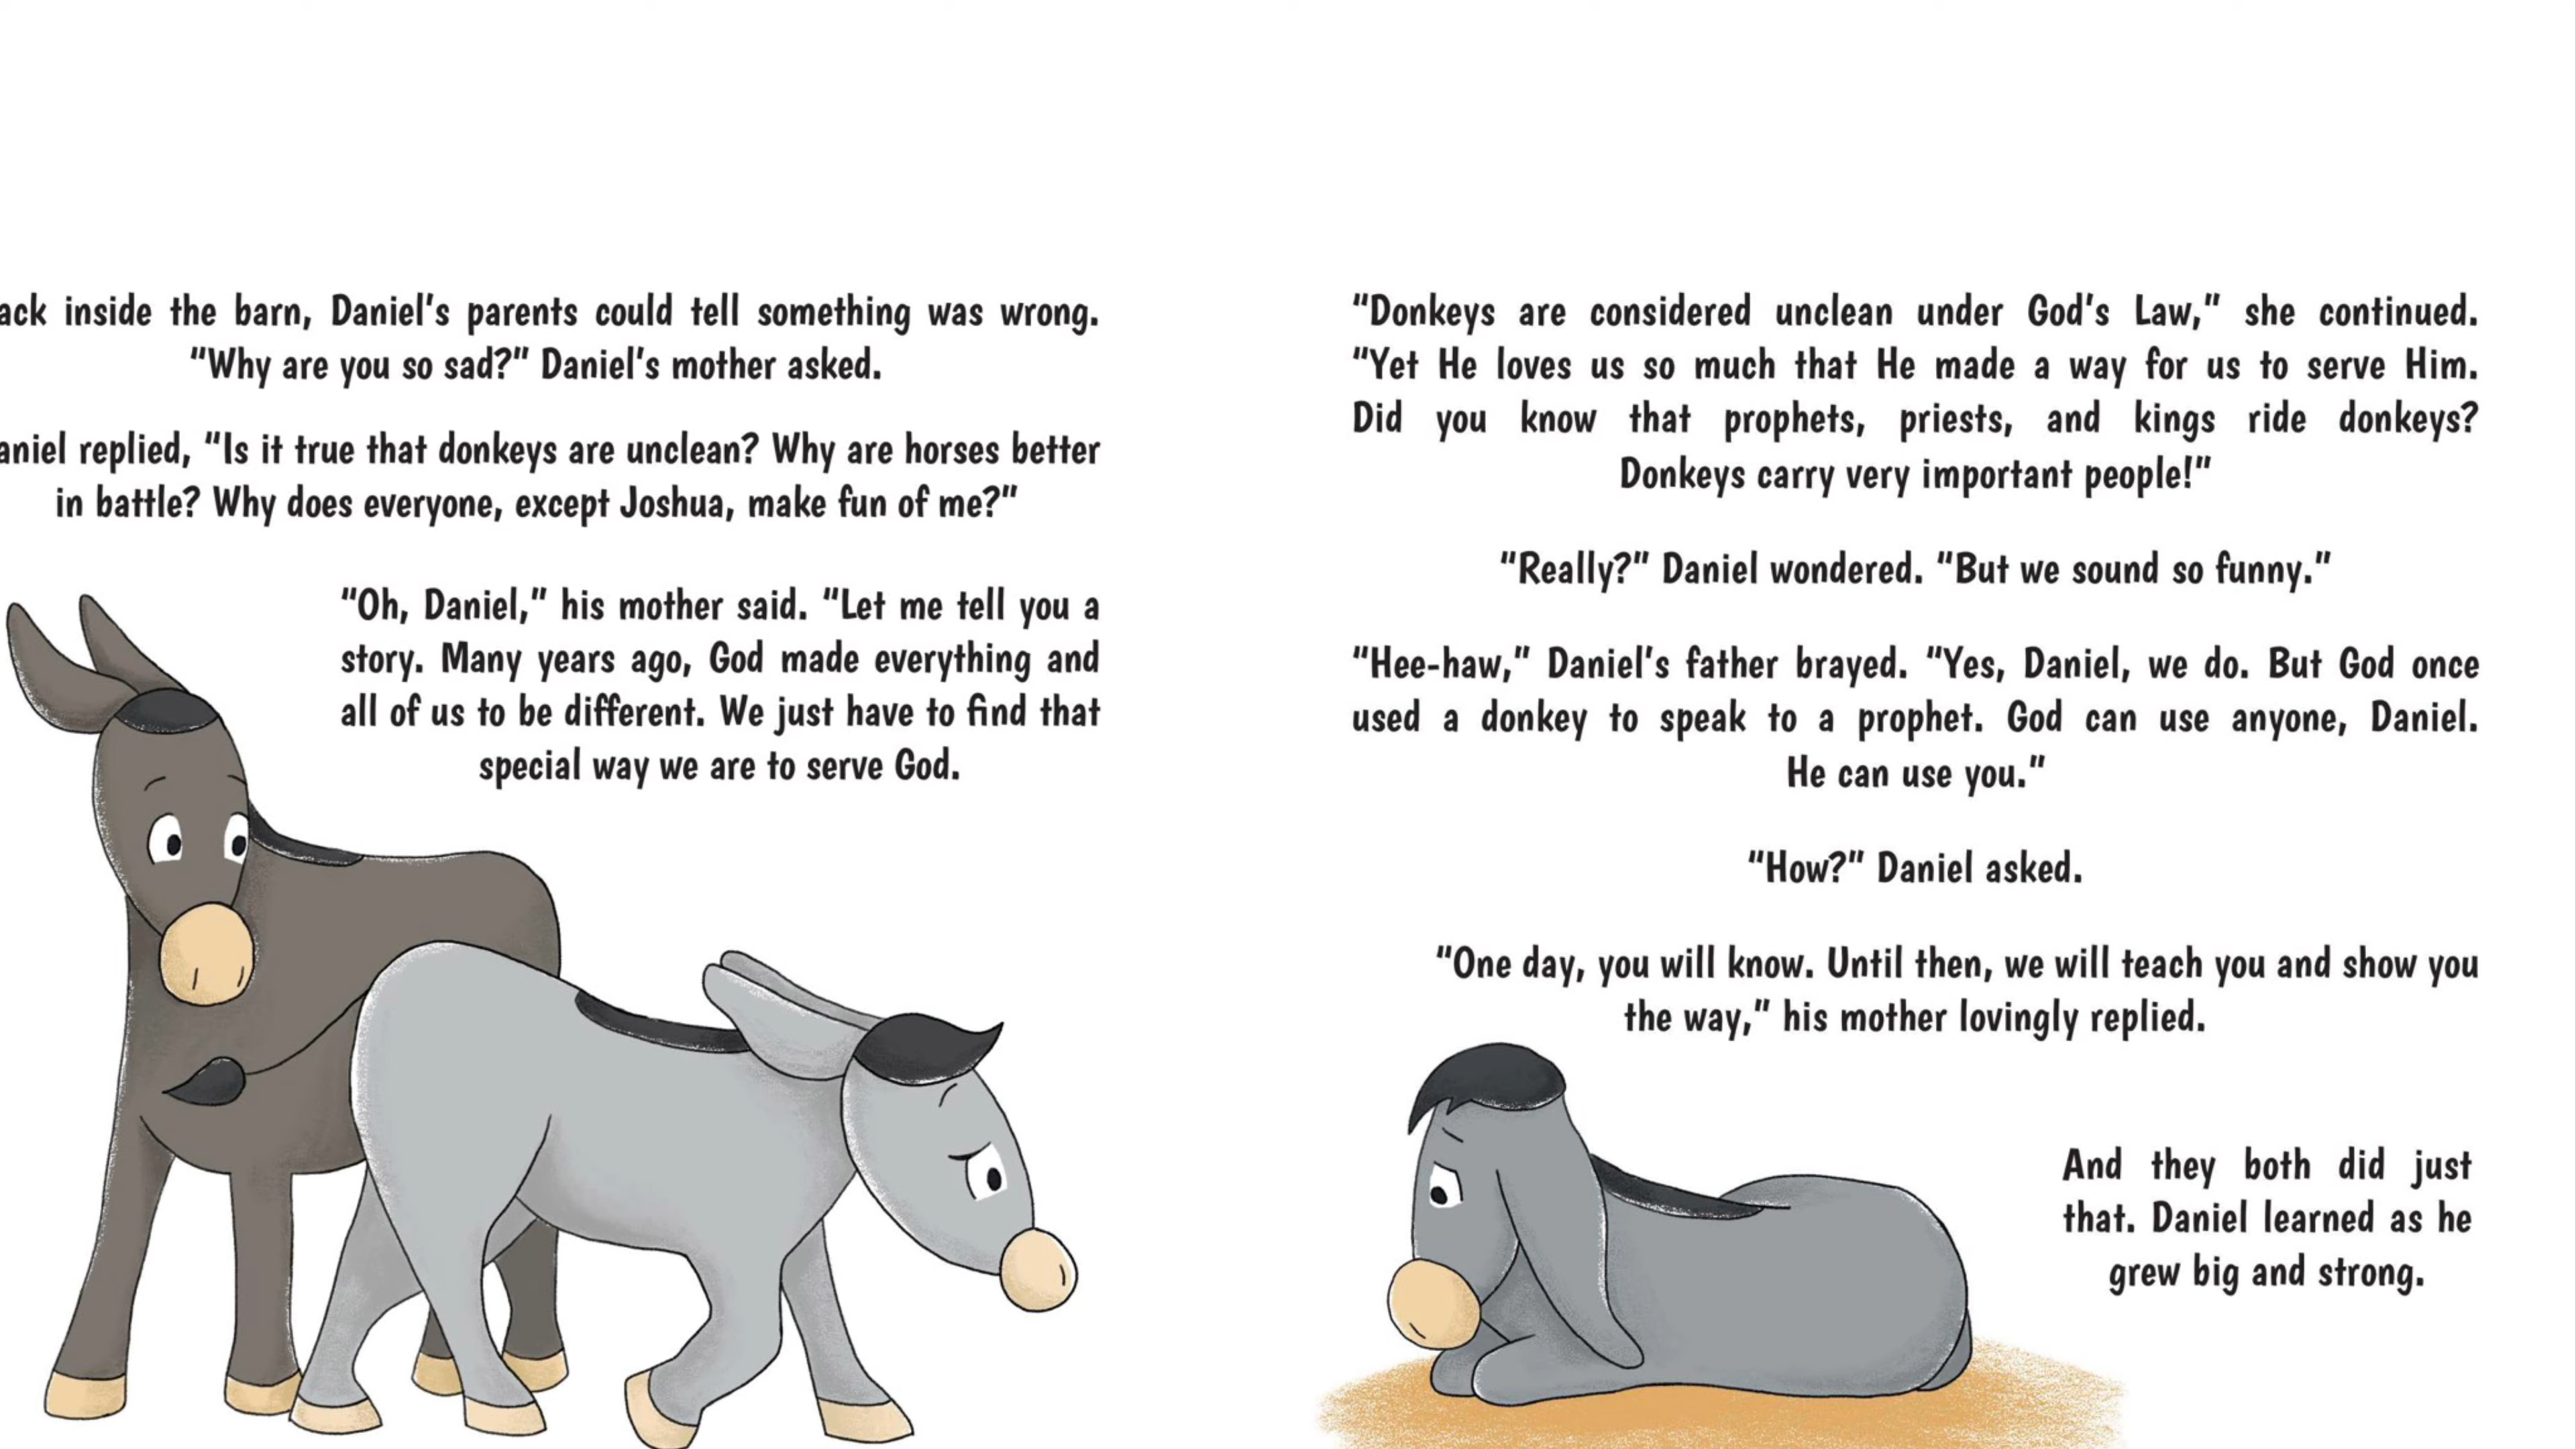 ack inside the barn, Daniel's parents could tell something was wrong.
"Why are you so sad?" Daniel's mother asked.
aniel replied, "Is it true that donkeys are unclean? Why are horses better
in battle? Why does everyone, except Joshua, make fun of me?"
"Oh, Daniel," his mother said. "Let me tell you a
story. Many years ago, God made everything and
all of us to be different. We just have to find that
special way we are to serve God.
"Donkeys are considered unclean under God's Law," she continued.
"Yet He loves us so much that He made a way for us to serve Him.
Did you know that prophets, priests, and kings ride donkeys?
Donkeys carry very important people!"
"Really?" Daniel wondered. "But we sound so funny."
"Hee-haw," Daniel's father brayed. "Yes, Daniel, we do. But God once
used a donkey to speak to a prophet. God can use anyone, Daniel.
He can use you."
"How?" Daniel asked.
"One day, you will know. Until then, we will teach you and show you
the way," his mother lovingly replied.
And they both did just
that. Daniel learned as he
grew big and strong.